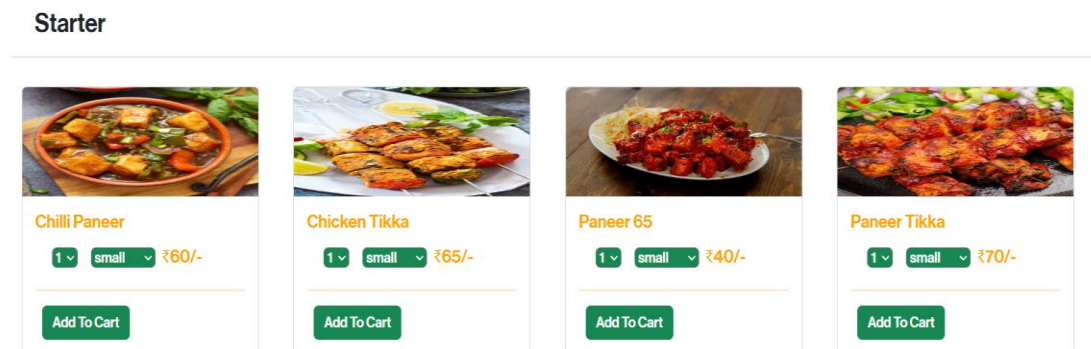 Starter
Chilli Paneer
1 small ₹60/-
Add To Cart
Chicken Tikka
1 small ₹65/-
Add To Cart
Paneer 65
1 small ₹40/-
Add To Cart
Paneer Tikka
1 small ₹70/-
Add To Cart